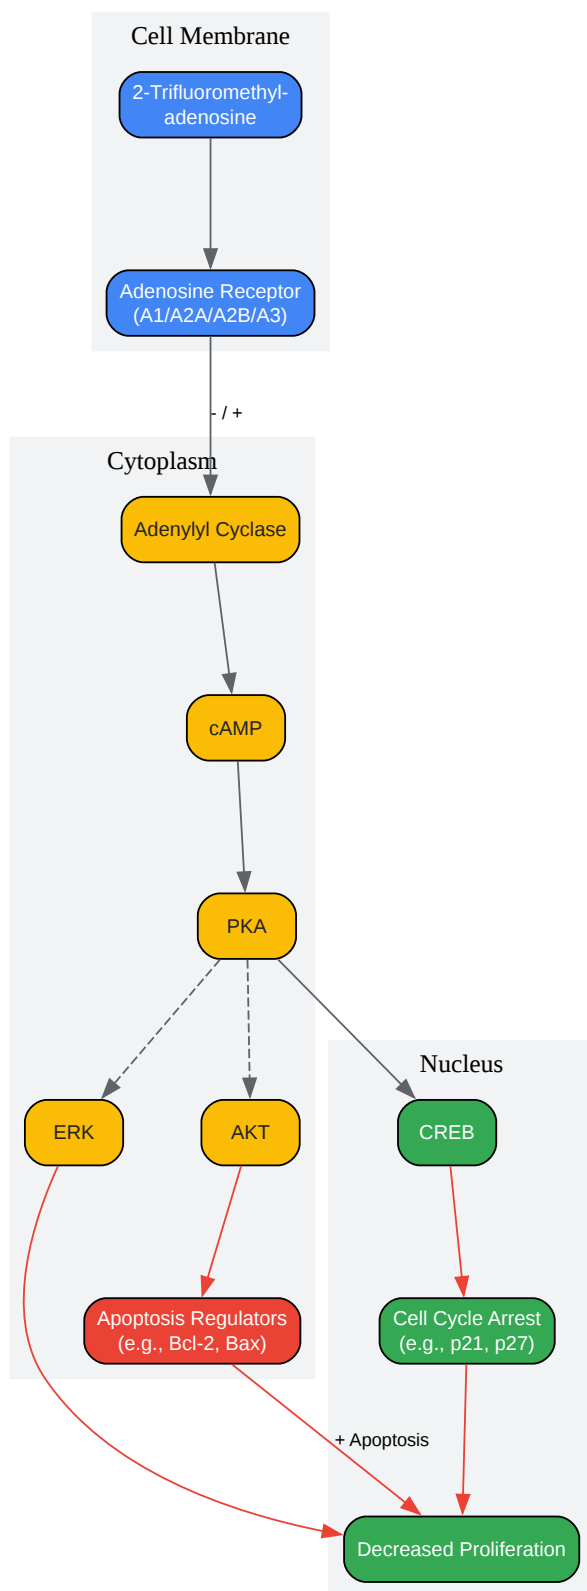 Cell Membrane
2-Trifluoromethyl-
adenosine
Adenosine Receptor
(A1/A2A/A2B/A3)
- / +
Cytoplasm
Adenylyl Cyclase
cAMP
PKA
Nucleus
ERK
AKT
CREB
Apoptosis Regulators
(e.g., Bcl-2, Bax)
Cell Cycle Arrest
(e.g., p21, p27)
+ Apoptosis
Decreased Proliferation